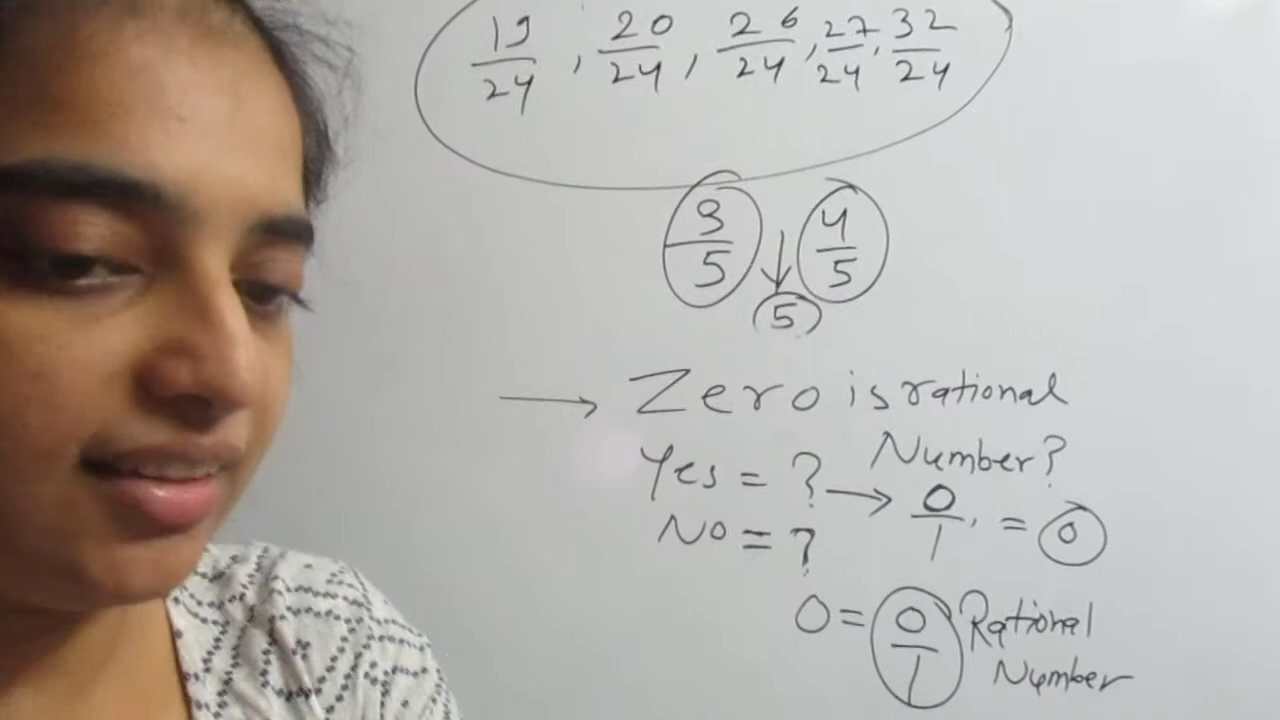 19/24, 20/24, 26/24, 27/24, 32/24
3/5 ↓ 4/5
5
→ Zero is rational
Number?
Yes = ? → 0/1 = 0
No = ?
0 = 0/1 Rational
Number